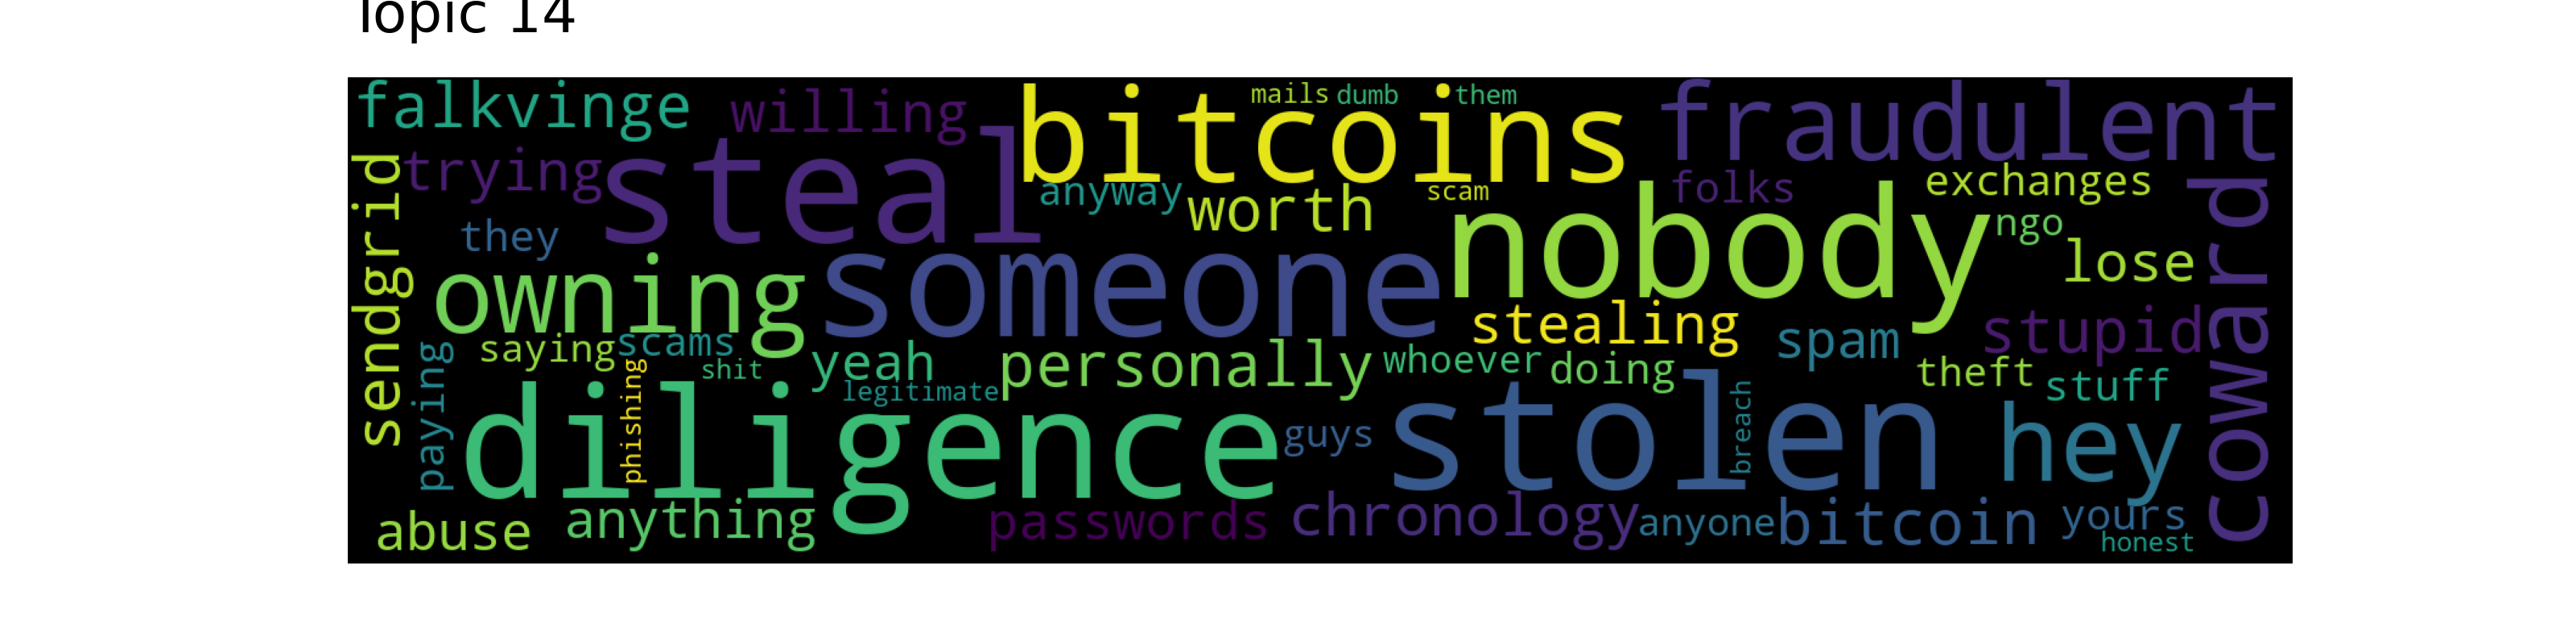 Topic 14
falkvinge willing bitcoins mails dumb them fraudulent
trying steal anyway worth scam folks exchanges
sendgrid they someone nobody ngo lose coward
owning stealing spam stupid
saying scams yeah personally whoever doing theft stuff
paying phishing shit legitimate breach
diligence guys stolen hey
abuse anything passwords chronology anyone bitcoin yours
honest